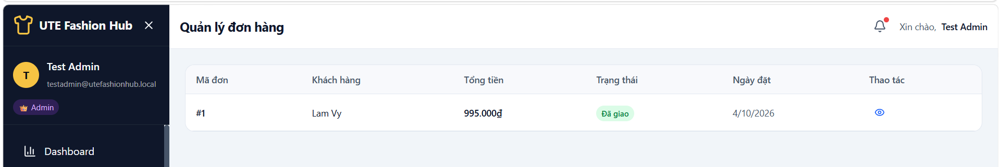 UTE Fashion Hub
Quản lý đơn hàng
Xin chào, Test Admin
T
Test Admin
testadmin@utefashionhub.local
Admin
Dashboard
Mã đơn Khách hàng Tổng tiền Trạng thái Ngày đặt Thao tác
#1 Lam Vy 995.000₫ Đã giao 4/10/2026